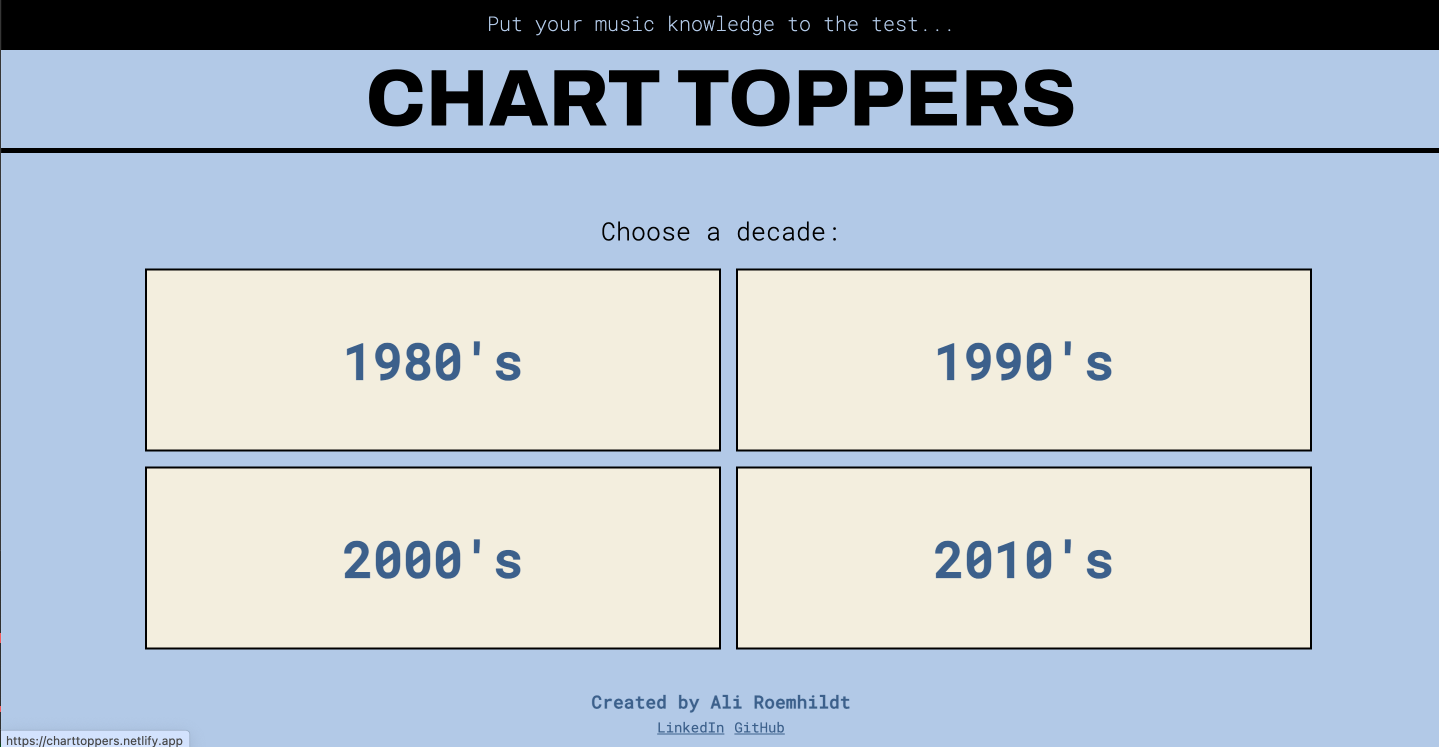 Put your music knowledge to the test...
CHART TOPPERS
Choose a decade:
1980's
1990's
2000's
2010's
Created by Ali Roemhildt
LinkedIn GitHub
https://charttoppers.netlify.app